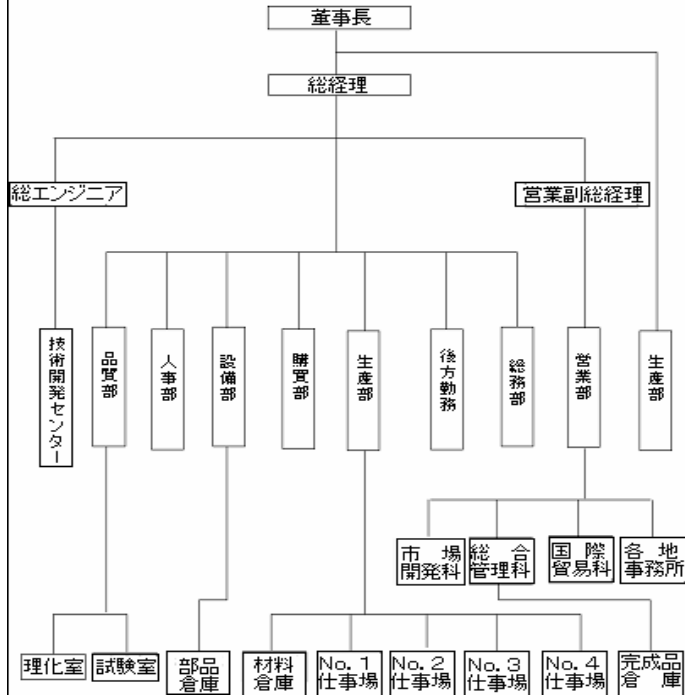 董事長
総経理
総エンジニア
営業副総経理
技術開発センター
品質部
人事部
設備部
購買部
生産部
後方勤務
総務部
営業部
生産部
市 場
開発科
総 合
管理科
国 際
貿易科
各 地
事務所
理化室
試験室
部品
倉庫
材料
倉庫
No.1
仕事場
No.2
仕事場
No.3
仕事場
No.4
仕事場
完成品
倉 庫